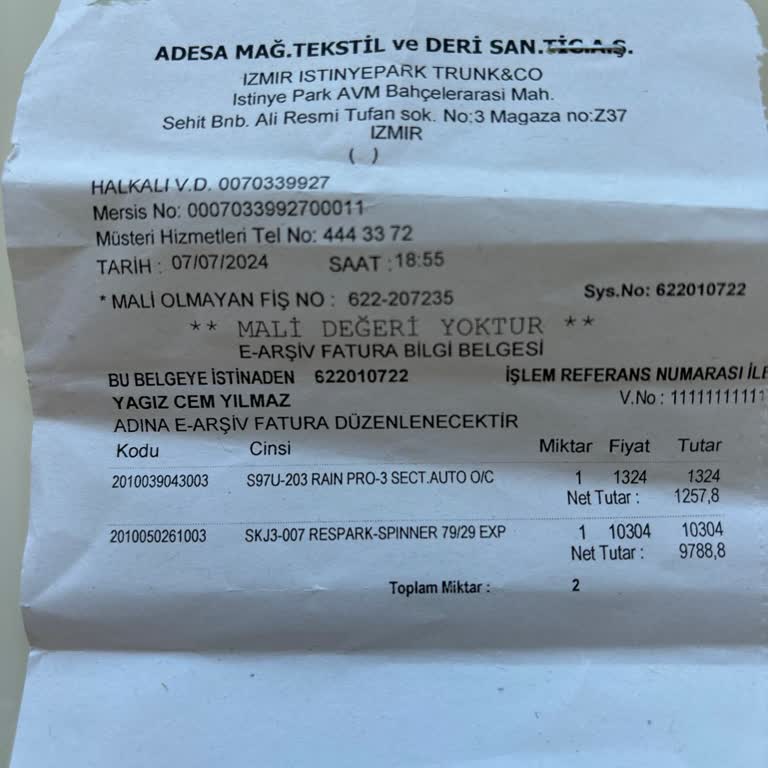 ADESA MAĞ.TEKSTİL ve DERİ SAN.TİC.A.Ş.
IZMIR ISTINYEPARK TRUNK&CO
Istinye Park AVM Bahçelerarasi Mah.
Sehit Bnb. Ali Resmi Tufan sok. No:3 Magaza no:Z37
IZMIR
( )
HALKALI V.D. 0070339927
Mersis No: 0007033992700011
Müsteri Hizmetleri Tel No: 444 33 72
TARİH : 07/07/2024 SAAT : 18:55
* MALİ OLMAYAN FİŞ NO : 622-207235 Sys.No: 622010722
** MALİ DEĞERİ YOKTUR **
E-ARŞİV FATURA BİLGİ BELGESİ
BU BELGEYE İSTİNADEN 622010722 İŞLEM REFERANS NUMARASI İLE
YAGIZ CEM YILMAZ V.No : 11111111111
ADINA E-ARŞİV FATURA DÜZENLENECEKTİR
Kodu Cinsi Miktar Fiyat Tutar
2010039043003 S97U-203 RAIN PRO-3 SECT.AUTO O/C 1 1324 1324
Net Tutar : 1257,8
2010050261003 SKJ3-007 RESPARK-SPINNER 79/29 EXP 1 10304 10304
Net Tutar : 9788,8
Toplam Miktar : 2